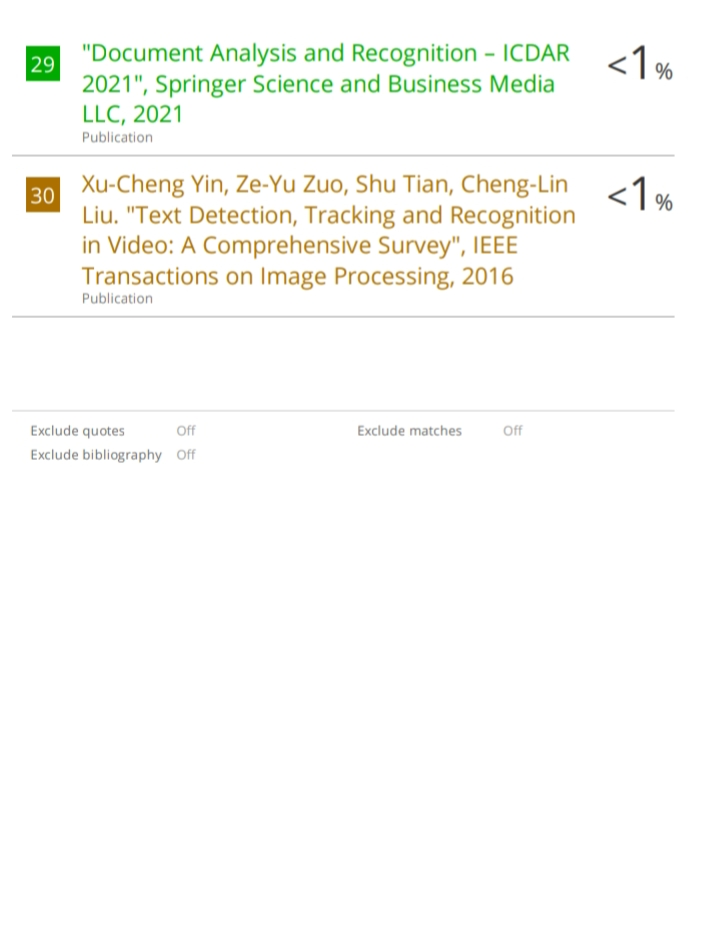 29
"Document Analysis and Recognition – ICDAR
2021", Springer Science and Business Media
LLC, 2021
Publication
<1%
30
Xu-Cheng Yin, Ze-Yu Zuo, Shu Tian, Cheng-Lin
Liu. "Text Detection, Tracking and Recognition
in Video: A Comprehensive Survey", IEEE
Transactions on Image Processing, 2016
Publication
<1%
Exclude quotes Off Exclude matches Off
Exclude bibliography Off